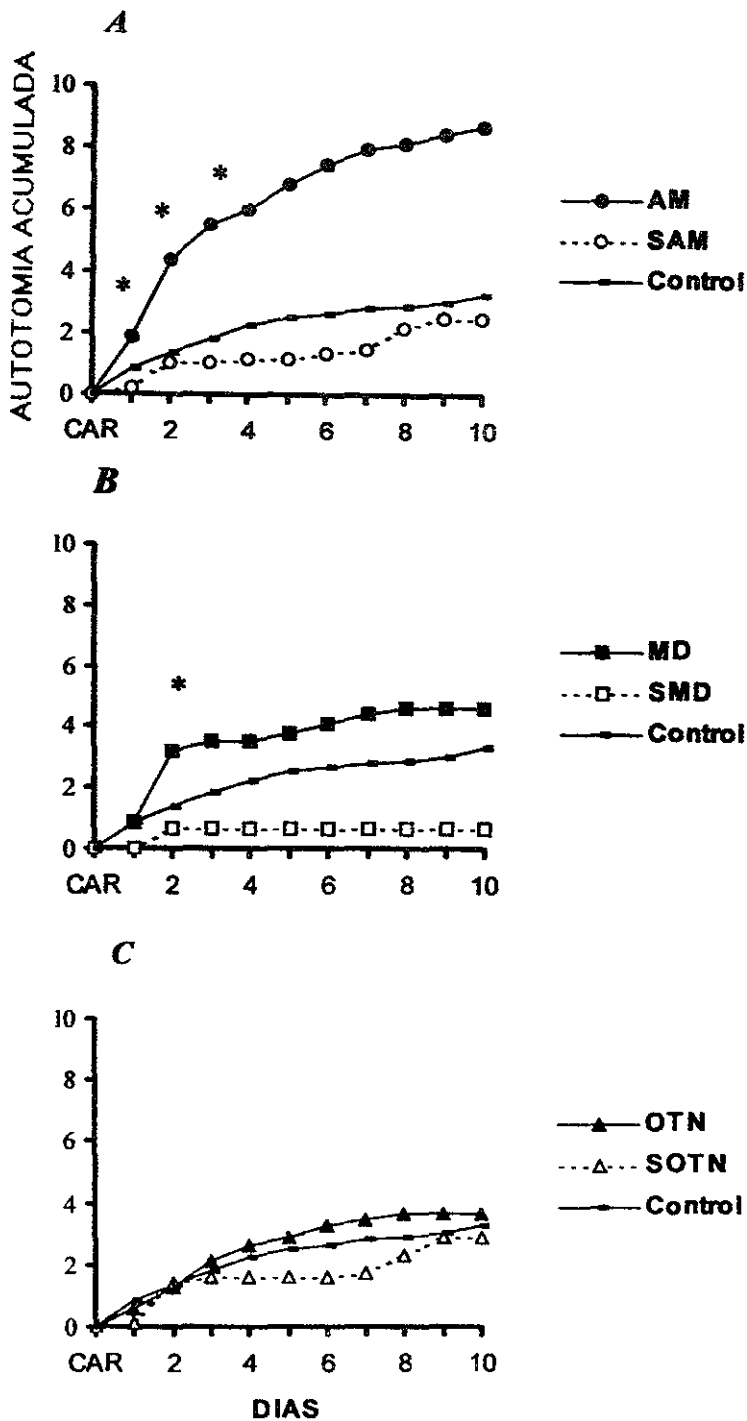 A
AUTOTOMIA ACUMULADA
10
8
6
4
2
0
*
*
*
CAR 2 4 6 8 10
AM
SAM
Control
B
10
8
6
4
2
0
*
CAR 2 4 6 8 10
MD
SMD
Control
C
10
8
6
4
2
0
CAR 2 4 6 8 10
OTN
SOTN
Control
DIAS